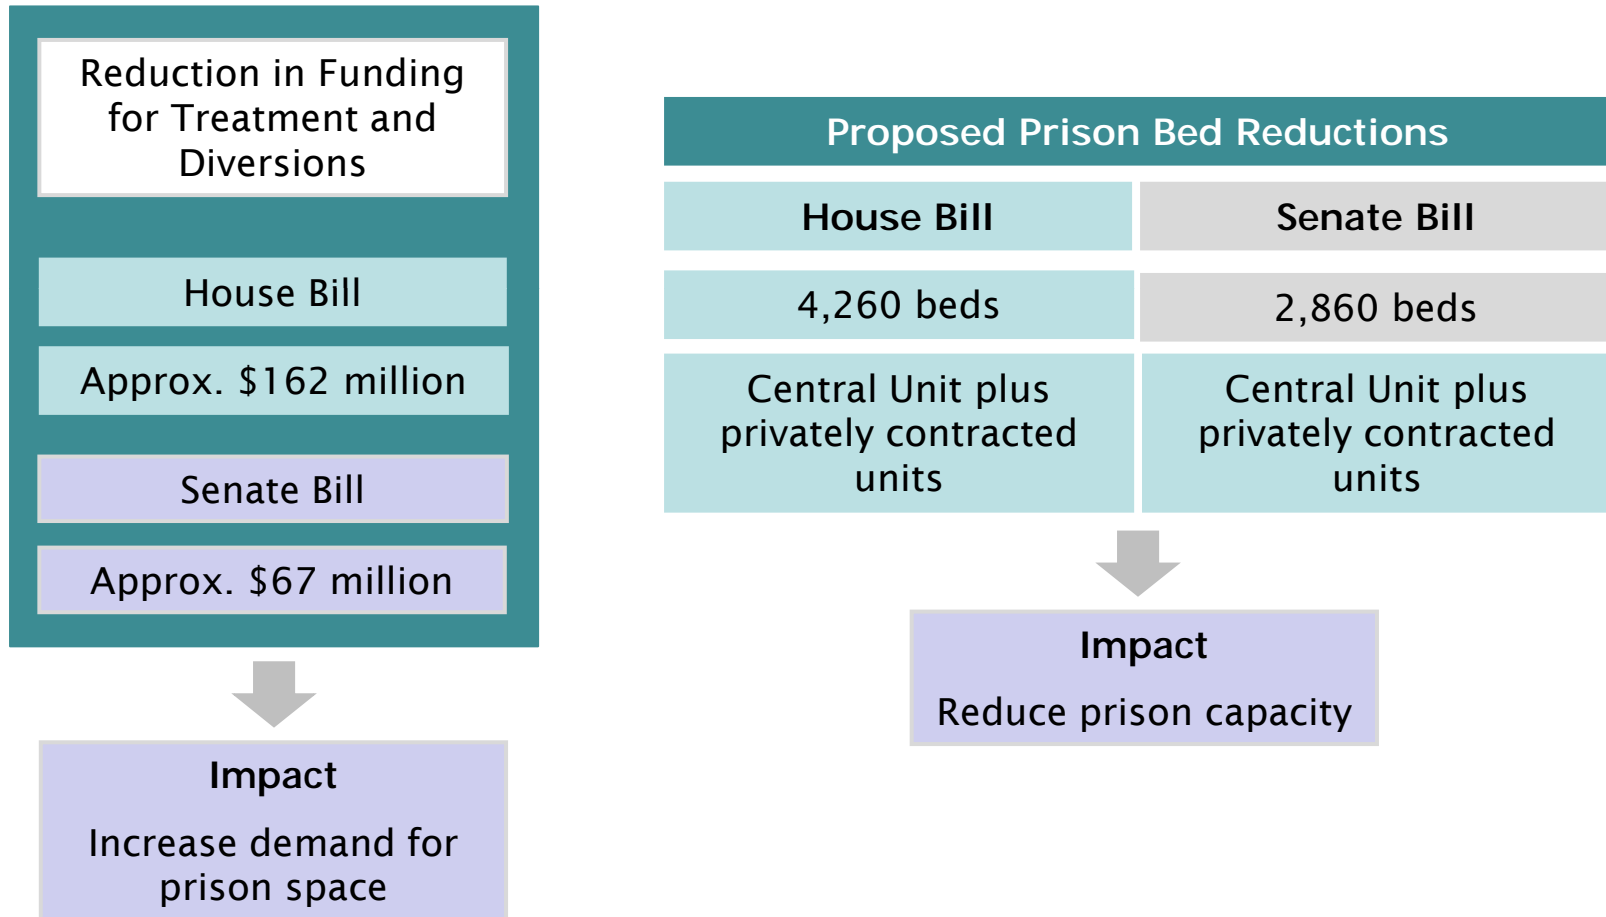 Reduction in Funding
for Treatment and
Diversions
House Bill
Approx. $162 million
Senate Bill
Approx. $67 million
Impact
Increase demand for
prison space
Proposed Prison Bed Reductions
House Bill
Senate Bill
4,260 beds
2,860 beds
Central Unit plus
privately contracted
units
Central Unit plus
privately contracted
units
Impact
Reduce prison capacity